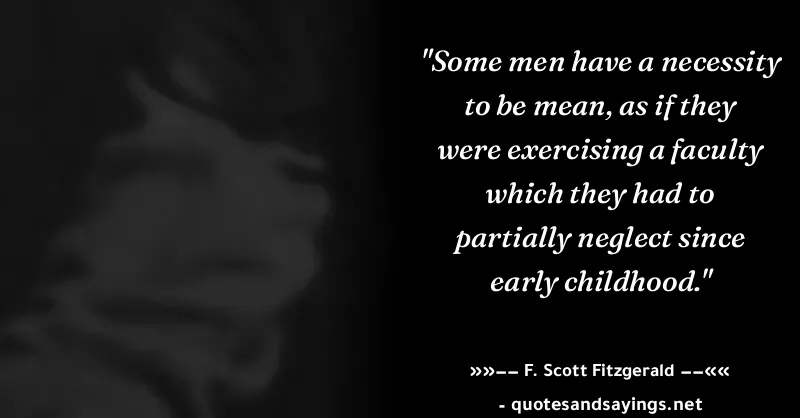 "Some men have a necessity
to be mean, as if they
were exercising a faculty
which they had to
partially neglect since
early childhood."
»»−− F. Scott Fitzgerald −−««
- quotesandsayings.net